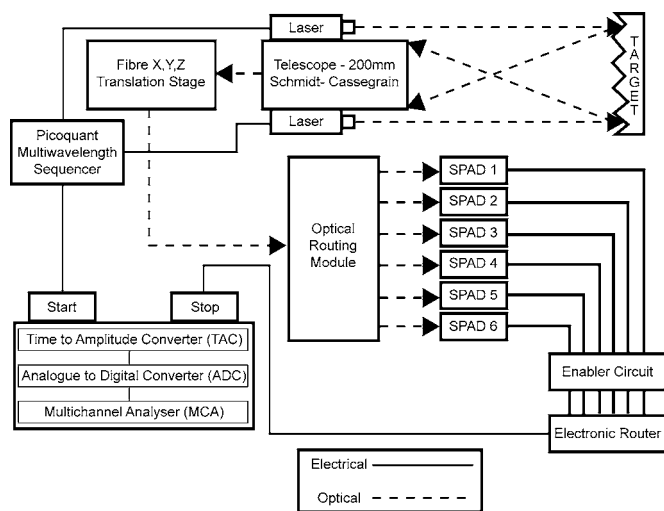 Laser
Fibre X,Y,Z
Translation Stage
Telescope - 200mm
Schmidt- Cassegrain
TARGET
Laser
Picoquant
Multiwavelength
Sequencer
Optical
Routing
Module
SPAD 1
SPAD 2
SPAD 3
SPAD 4
SPAD 5
SPAD 6
Start
Stop
Time to Amplitude Converter (TAC)
Analogue to Digital Converter (ADC)
Multichannel Analyser (MCA)
Enabler Circuit
Electronic Router
Electrical
Optical